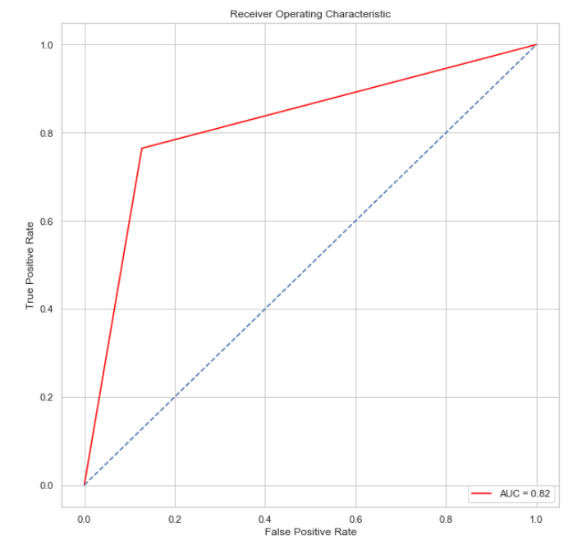 Receiver Operating Characteristic
1.0
0.8
0.6
0.4
0.2
0.0
True Positive Rate
0.0 0.2 0.4 0.6 0.8 1.0
False Positive Rate
AUC = 0.82